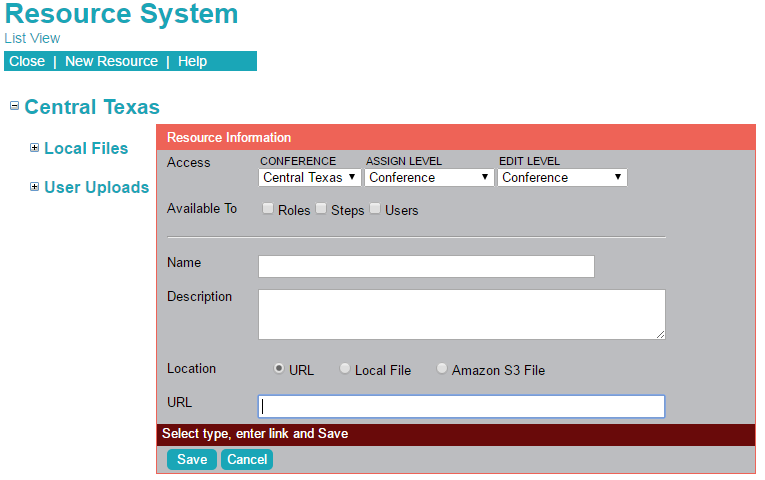 Resource System
List View
Close | New Resource | Help
Central Texas
Local Files
User Uploads
Resource Information
Access CONFERENCE ASSIGN LEVEL EDIT LEVEL
Central Texas Conference Conference
Available To Roles Steps Users
Name
Description
Location URL Local File Amazon S3 File
URL
Select type, enter link and Save
Save Cancel